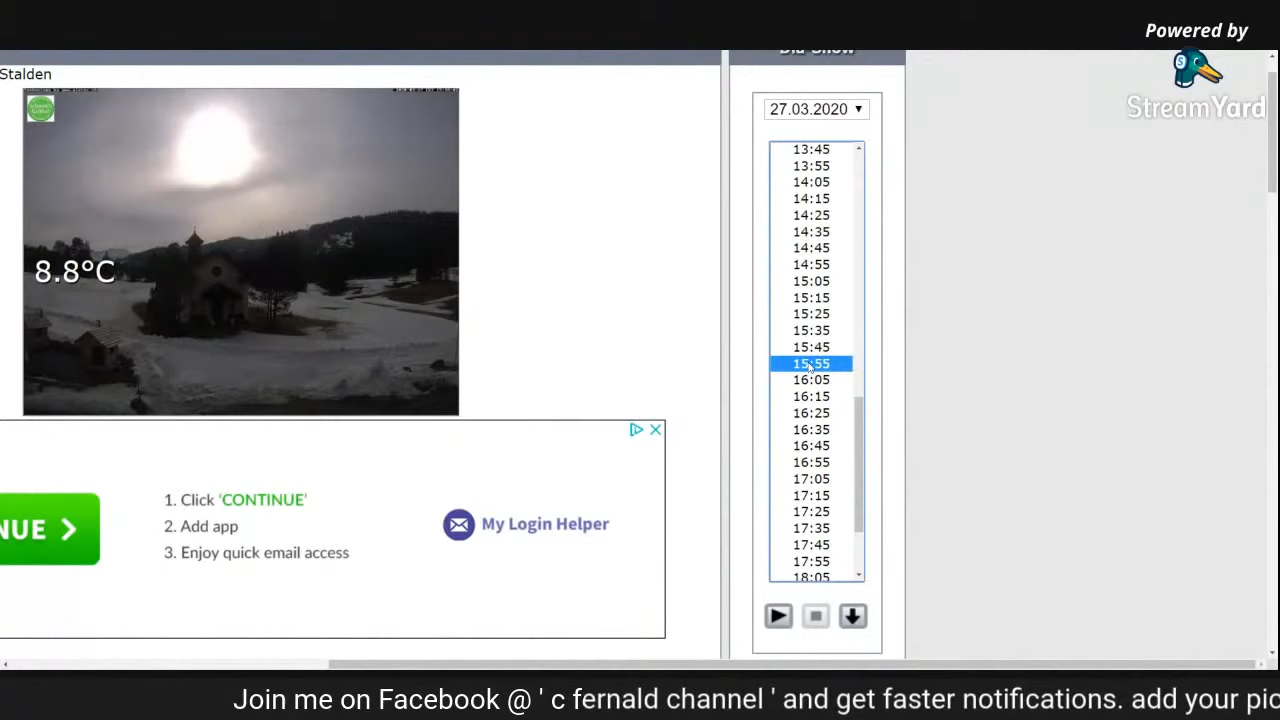 Powered by
StreamYard
Stalden
8.8°C
27.03.2020
13:45
13:55
14:05
14:15
14:25
14:35
14:45
14:55
15:05
15:15
15:25
15:35
15:45
15:55
16:05
16:15
16:25
16:35
16:45
16:55
17:05
17:15
17:25
17:35
17:45
17:55
18:05
NUE
1. Click 'CONTINUE'
2. Add app
3. Enjoy quick email access
My Login Helper
Join me on Facebook @ ' c fernald channel ' and get faster notifications. add your pic